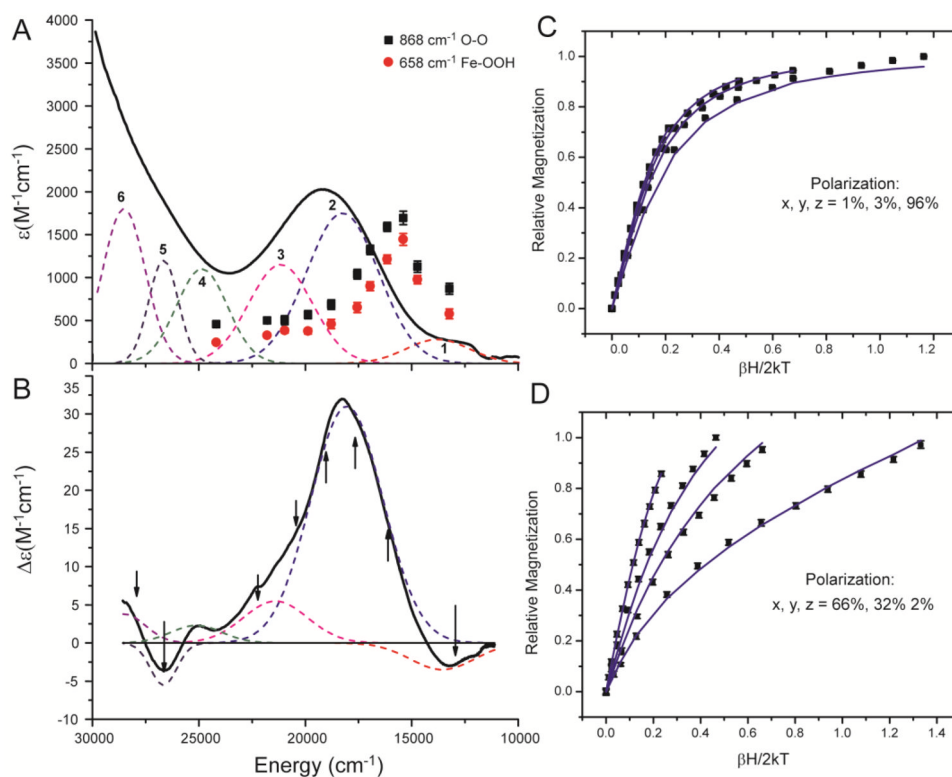 A
4000
3500
3000
2500
2000
1500
1000
500
0
ε(M⁻¹cm⁻¹)
868 cm⁻¹ O-O
658 cm⁻¹ Fe-OOH
6
5
4
3
2
1
B
35
30
25
20
15
10
5
0
-5
-10
Δε(M⁻¹cm⁻¹)
30000 25000 20000 15000 10000
Energy (cm⁻¹)
C
1.0
0.8
0.6
0.4
0.2
0.0
Relative Magnetization
Polarization:
x, y, z = 1%, 3%, 96%
0.0 0.2 0.4 0.6 0.8 1.0 1.2
βH/2kT
D
1.0
0.8
0.6
0.4
0.2
0.0
Relative Magnetization
Polarization:
x, y, z = 66%, 32% 2%
0.0 0.2 0.4 0.6 0.8 1.0 1.2 1.4
βH/2kT